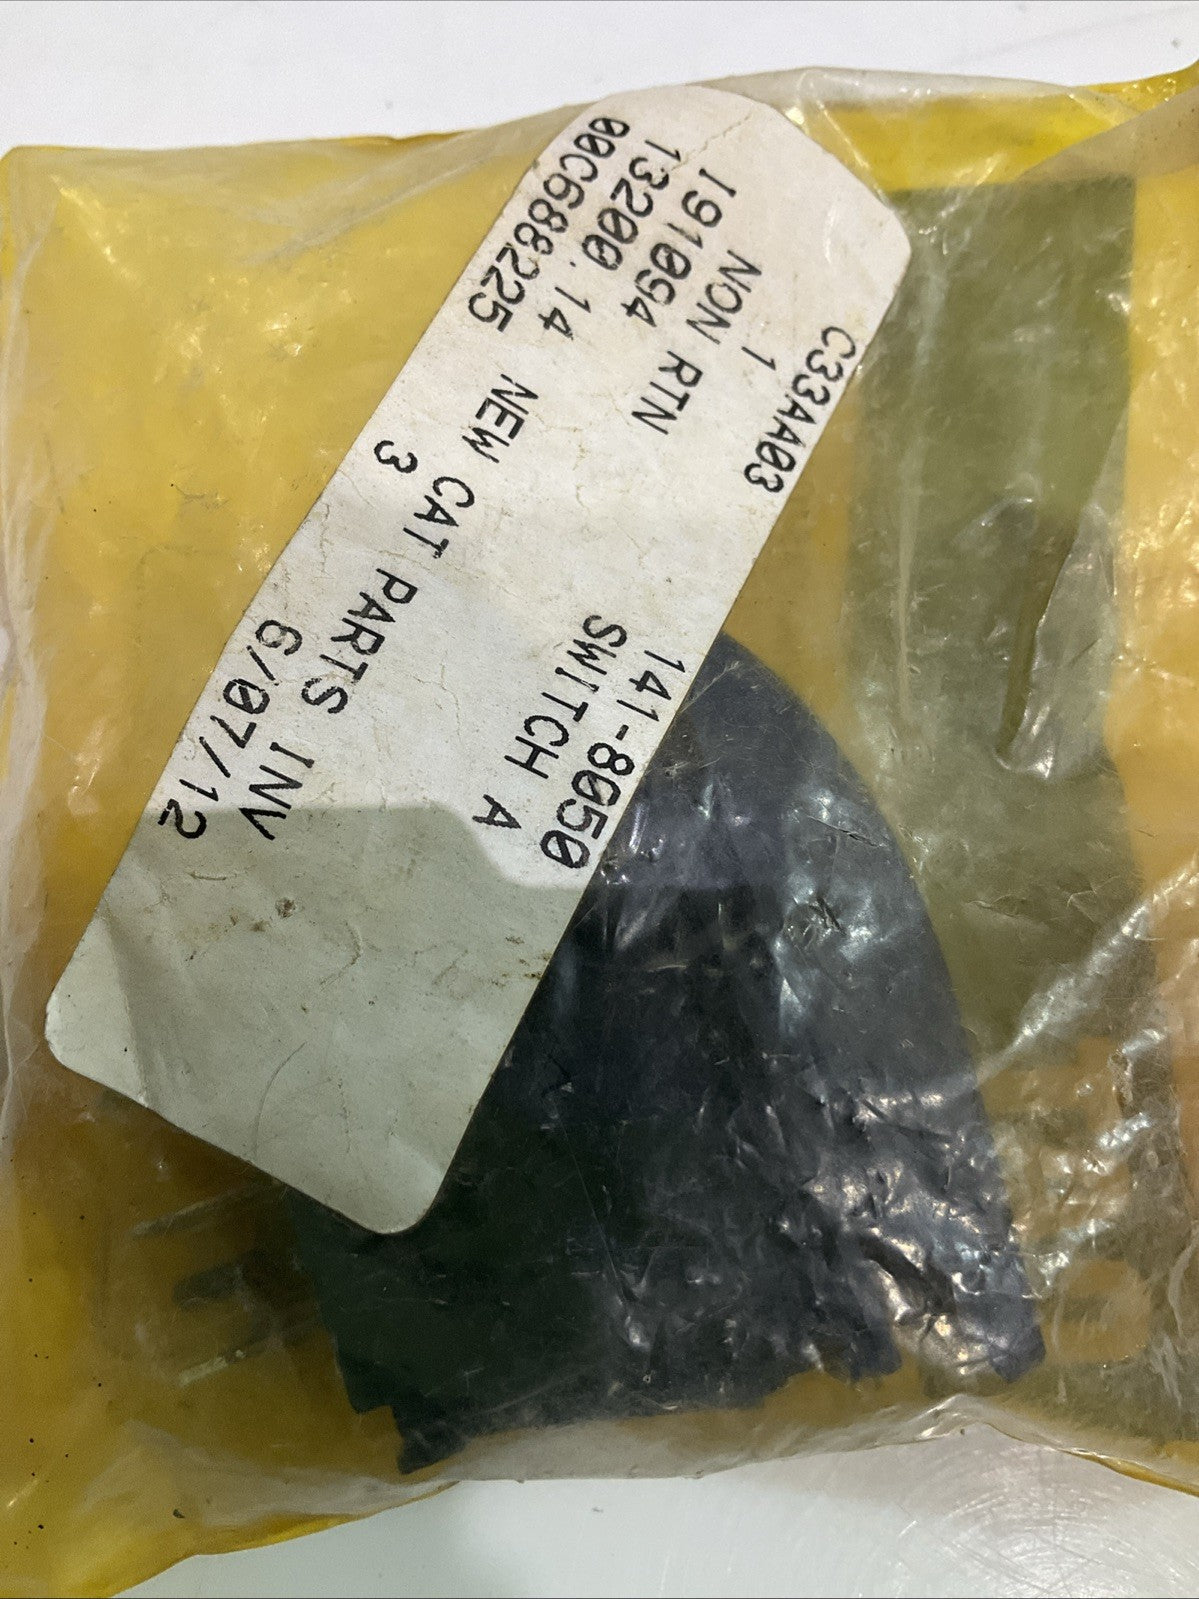 C33AA03 141-8050
1 SWITCH A
NON RTN
191094
13200.14 NEW CAT PARTS INV
00C688225 3 6/07/12